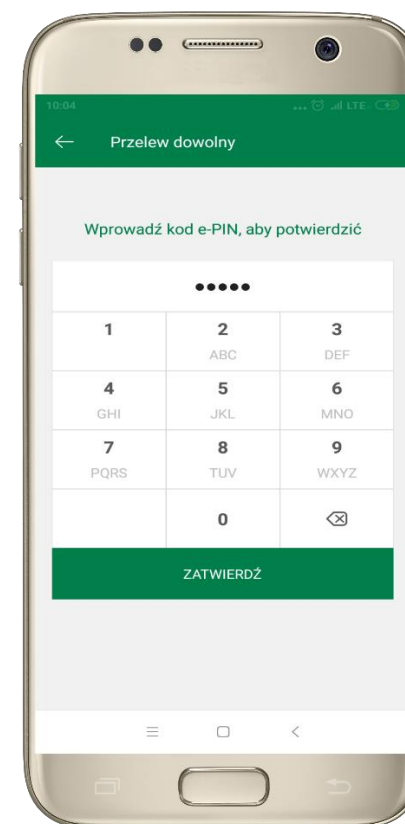 10:04 ... LTE
Przelew dowolny
Wprowadź kod e-PIN, aby potwierdzić
•••••
1 2 3
ABC DEF
4 5 6
GHI JKL MNO
7 8 9
PQRS TUV WXYZ
0
ZATWIERDŹ